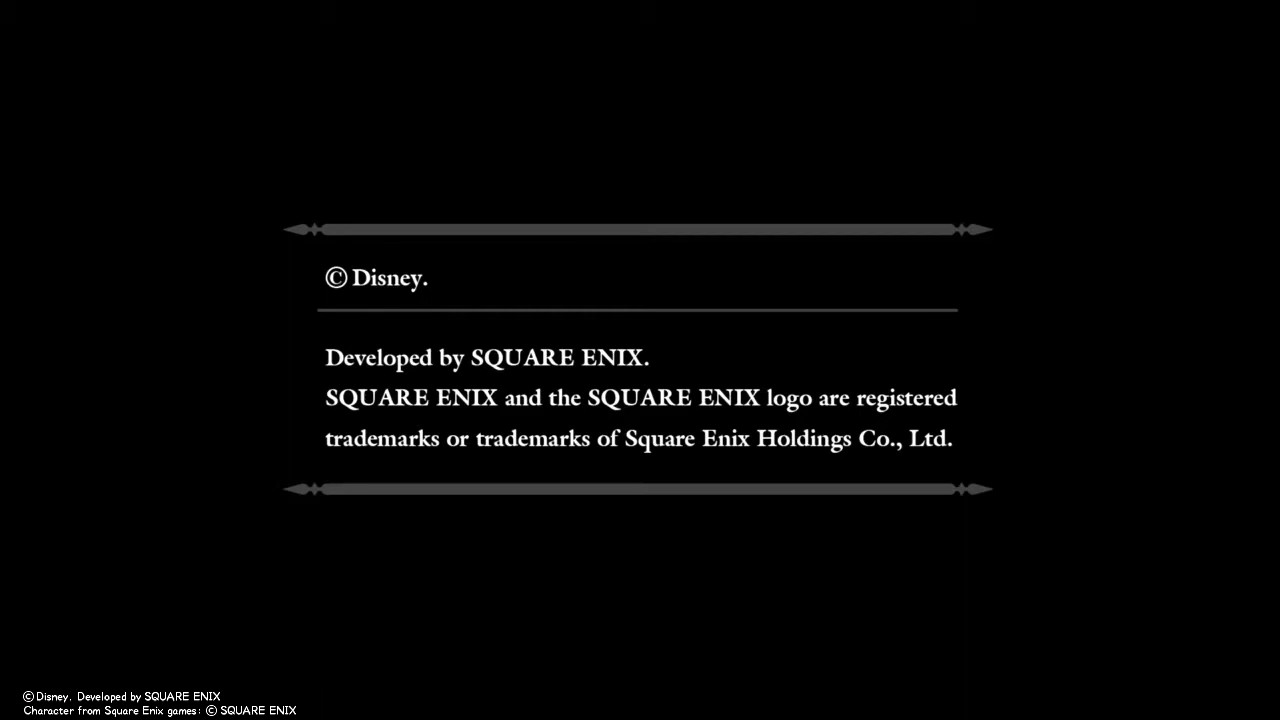 © Disney.
Developed by SQUARE ENIX.
SQUARE ENIX and the SQUARE ENIX logo are registered
trademarks or trademarks of Square Enix Holdings Co., Ltd.
© Disney. Developed by SQUARE ENIX
Character from Square Enix games: © SQUARE ENIX